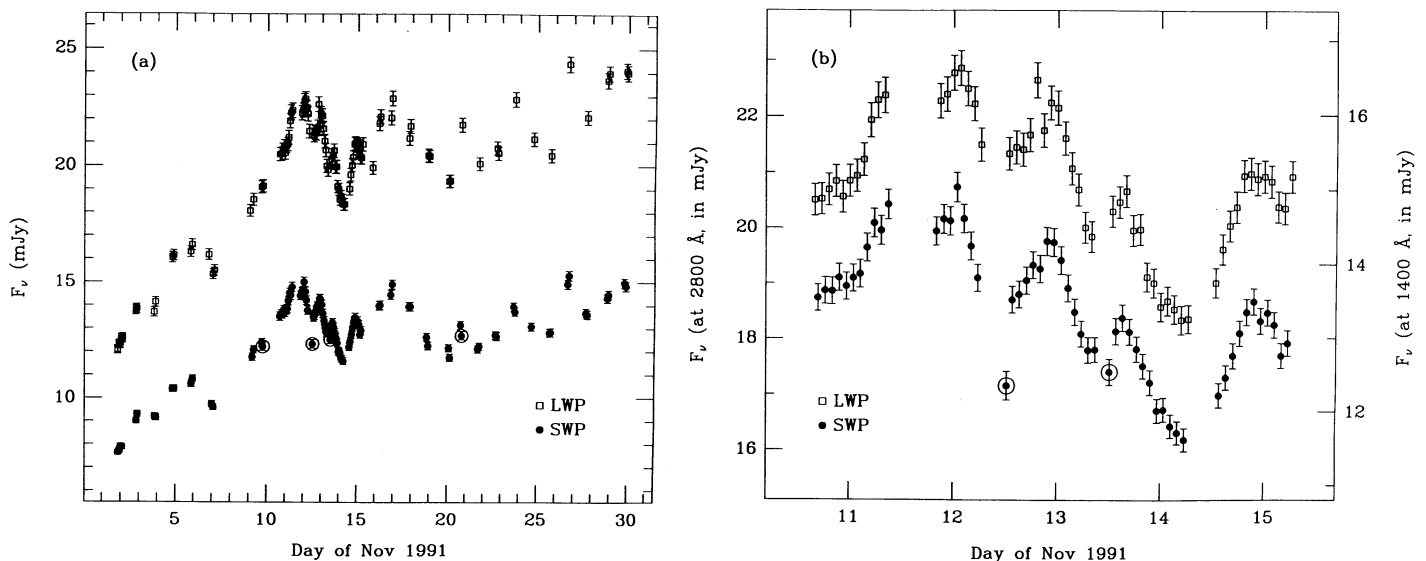 25
20
15
10
F_ν (mJy)
(a)
□ LWP
● SWP
5 10 15 20 25 30
Day of Nov 1991
22
20
18
16
F_ν (at 2800 Å, in mJy)
(b)
□ LWP
● SWP
16
14
12
F_ν (at 1400 Å, in mJy)
11 12 13 14 15
Day of Nov 1991